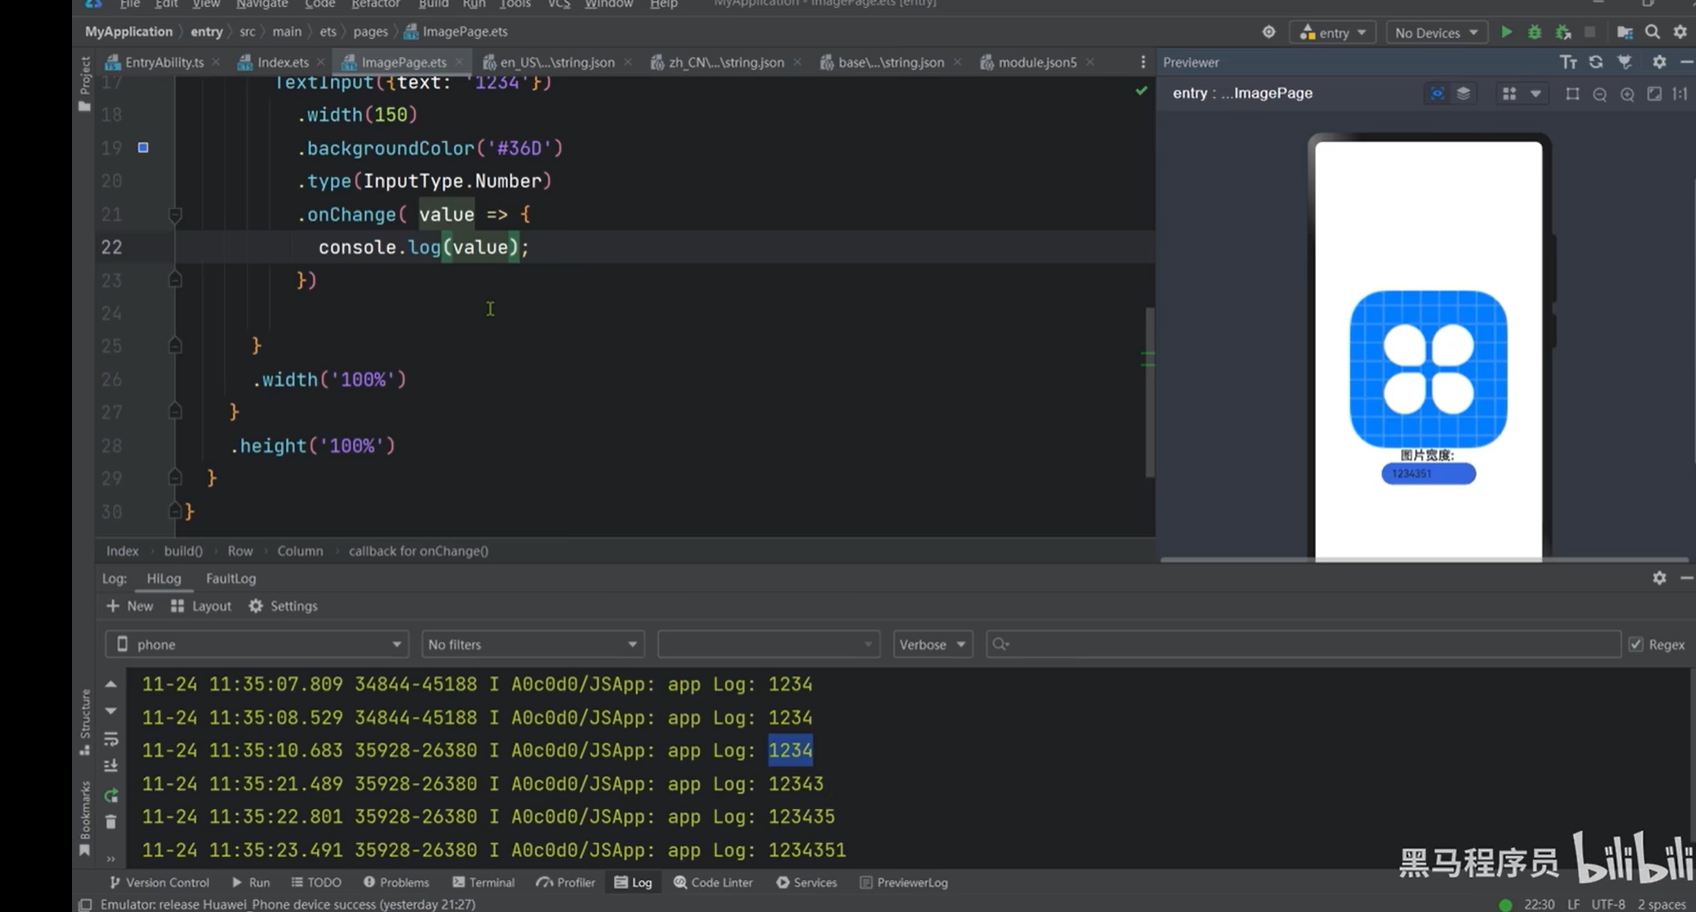 File Edit View Navigate Code Refactor Build Run Tools VCS Window Help MyApplication - ImagePage.ets [entry]
MyApplication entry src main ets pages ImagePage.ets entry No Devices
EntryAbility.ts Index.ets ImagePage.ets en_US\...\string.json zh_CN\...\string.json base\...\string.json module.json5 Previewer
Project
17 TextInput({text: '1234'})
18 .width(150)
19 .backgroundColor('#36D')
20 .type(InputType.Number)
21 .onChange( value => {
22 console.log(value);
23 })
24
25 }
26 .width('100%')
27 }
28 .height('100%')
29 }
30 }
entry : ...ImagePage
1:1
图片宽度:
1234351
Index build() Row Column callback for onChange()
Log: HiLog FaultLog
New Layout Settings
phone No filters Verbose Regex
11-24 11:35:07.809 34844-45188 I A0c0d0/JSApp: app Log: 1234
11-24 11:35:08.529 34844-45188 I A0c0d0/JSApp: app Log: 1234
11-24 11:35:10.683 35928-26380 I A0c0d0/JSApp: app Log: 1234
11-24 11:35:21.489 35928-26380 I A0c0d0/JSApp: app Log: 12343
11-24 11:35:22.801 35928-26380 I A0c0d0/JSApp: app Log: 123435
11-24 11:35:23.491 35928-26380 I A0c0d0/JSApp: app Log: 1234351
Structure
Bookmarks
黑马程序员 bilibili
Version Control Run TODO Problems Terminal Profiler Log Code Linter Services PreviewerLog
Emulator: release Huawei_Phone device success (yesterday 21:27) 22:30 LF UTF-8 2 spaces